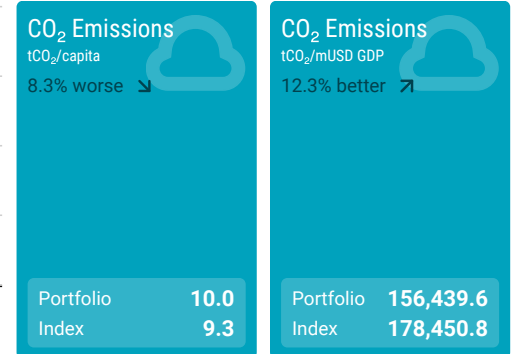 CO₂ Emissions
tCO₂/capita
8.3% worse
Portfolio 10.0
Index 9.3
CO₂ Emissions
tCO₂/mUSD GDP
12.3% better
Portfolio 156,439.6
Index 178,450.8